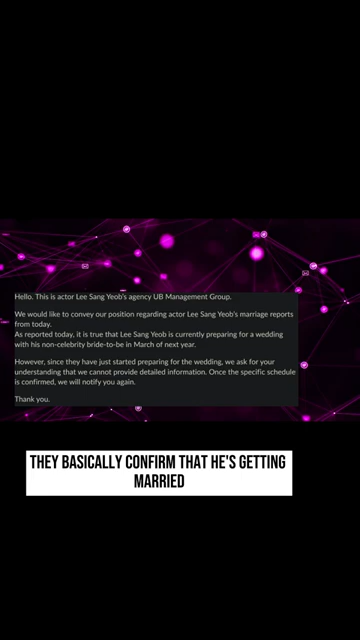 Hello. This is actor Lee Sang Yeob's agency UB Management Group.
We would like to convey our position regarding actor Lee Sang Yeob's marriage reports
from today.
As reported today, it is true that Lee Sang Yeob is currently preparing for a wedding
with his non-celebrity bride-to-be in March of next year.
However, since they have just started preparing for the wedding, we ask for your
understanding that we cannot provide detailed information. Once the specific schedule
is confirmed, we will notify you again.
Thank you.
THEY BASICALLY CONFIRM THAT HE'S GETTING
MARRIED